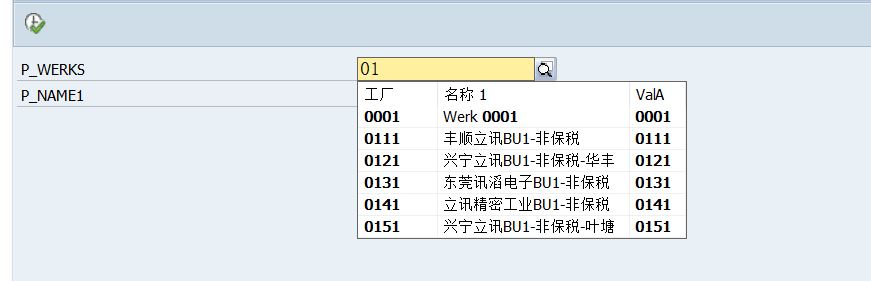 P_WERKS 01
P_NAME1
工厂 名称 1 ValA
0001 Werk 0001 0001
0111 丰顺立讯BU1-非保税 0111
0121 兴宁立讯BU1-非保税-华丰 0121
0131 东莞讯滔电子BU1-非保税 0131
0141 立讯精密工业BU1-非保税 0141
0151 兴宁立讯BU1-非保税-叶塘 0151